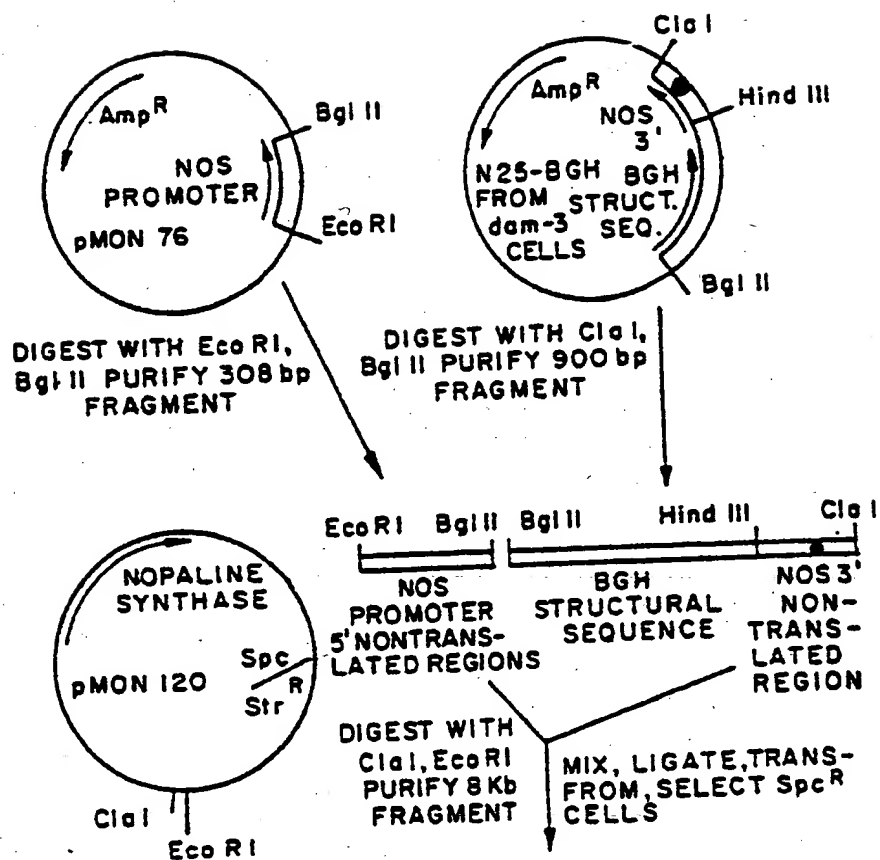 Amp^R
Bgl II
NOS
PROMOTER
Eco RI
pMON 76
Cla I
Amp^R
Hind III
NOS
3'
N25-BGH
FROM
dam-3
CELLS
BGH
STRUCT.
SEQ.
Bgl II
DIGEST WITH Eco RI,
Bgl II PURIFY 308 bp
FRAGMENT
DIGEST WITH Cla I,
Bgl II PURIFY 900 bp
FRAGMENT
Eco RI Bgl II Bgl II Hind III Cla I
NOS
PROMOTER
5' NONTRANS-
LATED REGIONS
BGH
STRUCTURAL
SEQUENCE
NOS 3'
NON-
TRANS-
LATED
REGION
NOPALINE
SYNTHASE
pMON 120
Spc
R
Str
Cla I
Eco RI
DIGEST WITH
Cla I, Eco RI
PURIFY 8 Kb
FRAGMENT
MIX, LIGATE, TRANS-
FROM, SELECT Spc^R
CELLS